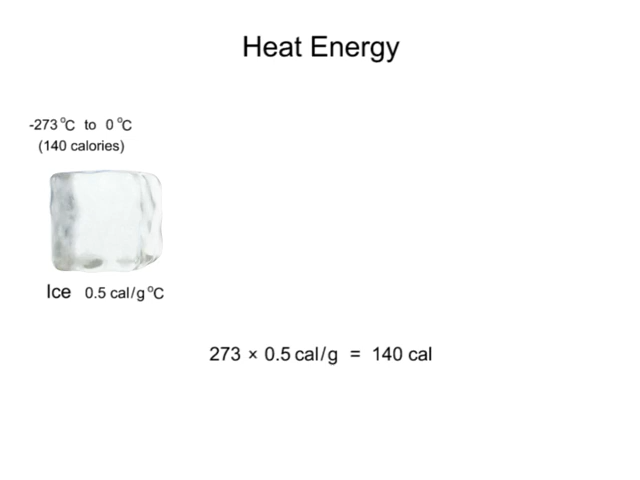 Heat Energy
-273 °C to 0 °C
(140 calories)
Ice 0.5 cal/g °C
273 × 0.5 cal/g = 140 cal